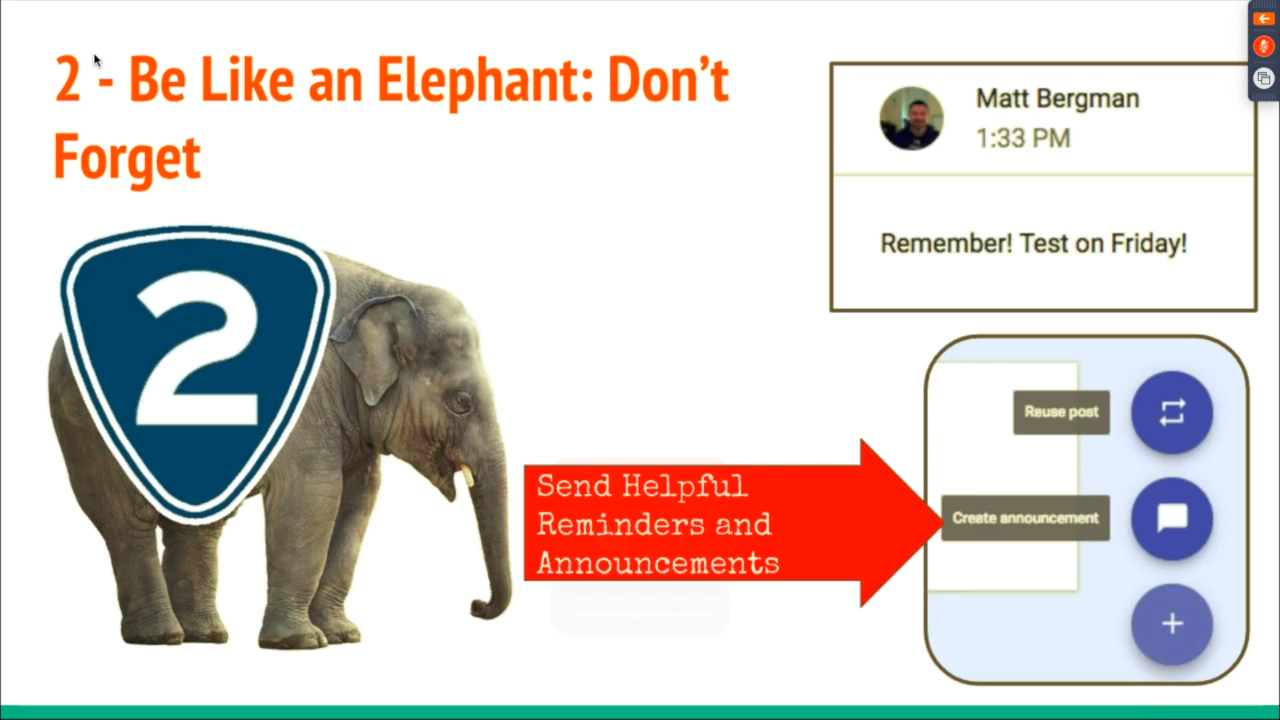 2 - Be Like an Elephant: Don’t
Forget
2
Matt Bergman
1:33 PM
Remember! Test on Friday!
Send Helpful
Reminders and
Announcements
Reuse post
Create announcement